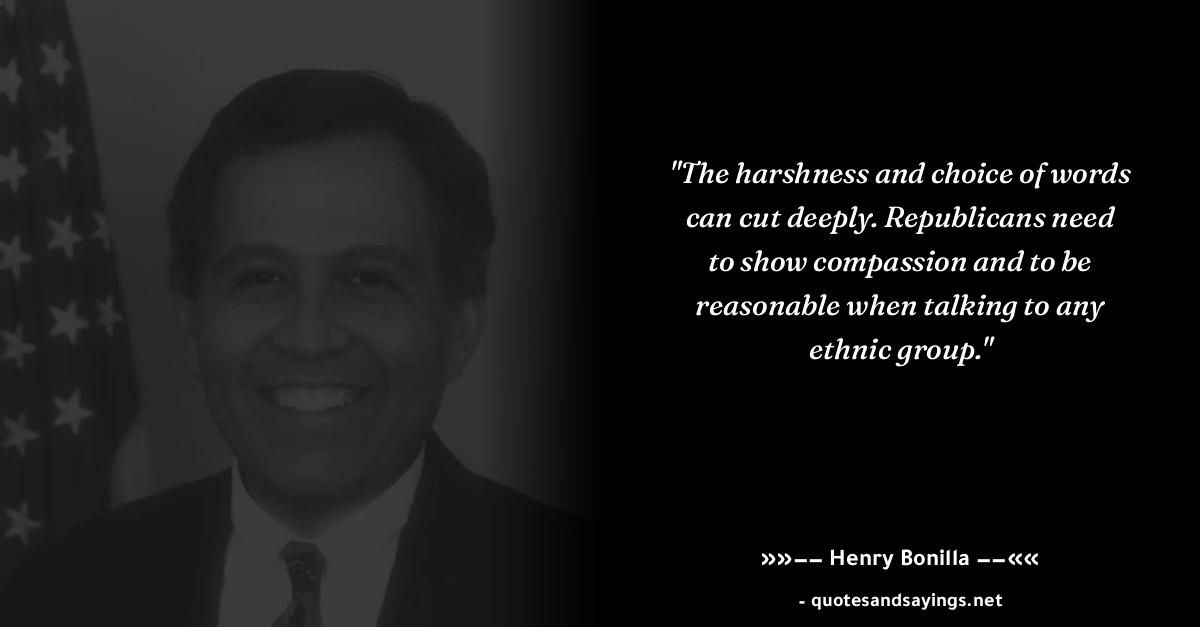 "The harshness and choice of words
can cut deeply. Republicans need
to show compassion and to be
reasonable when talking to any
ethnic group."
»»−− Henry Bonilla −−««
- quotesandsayings.net